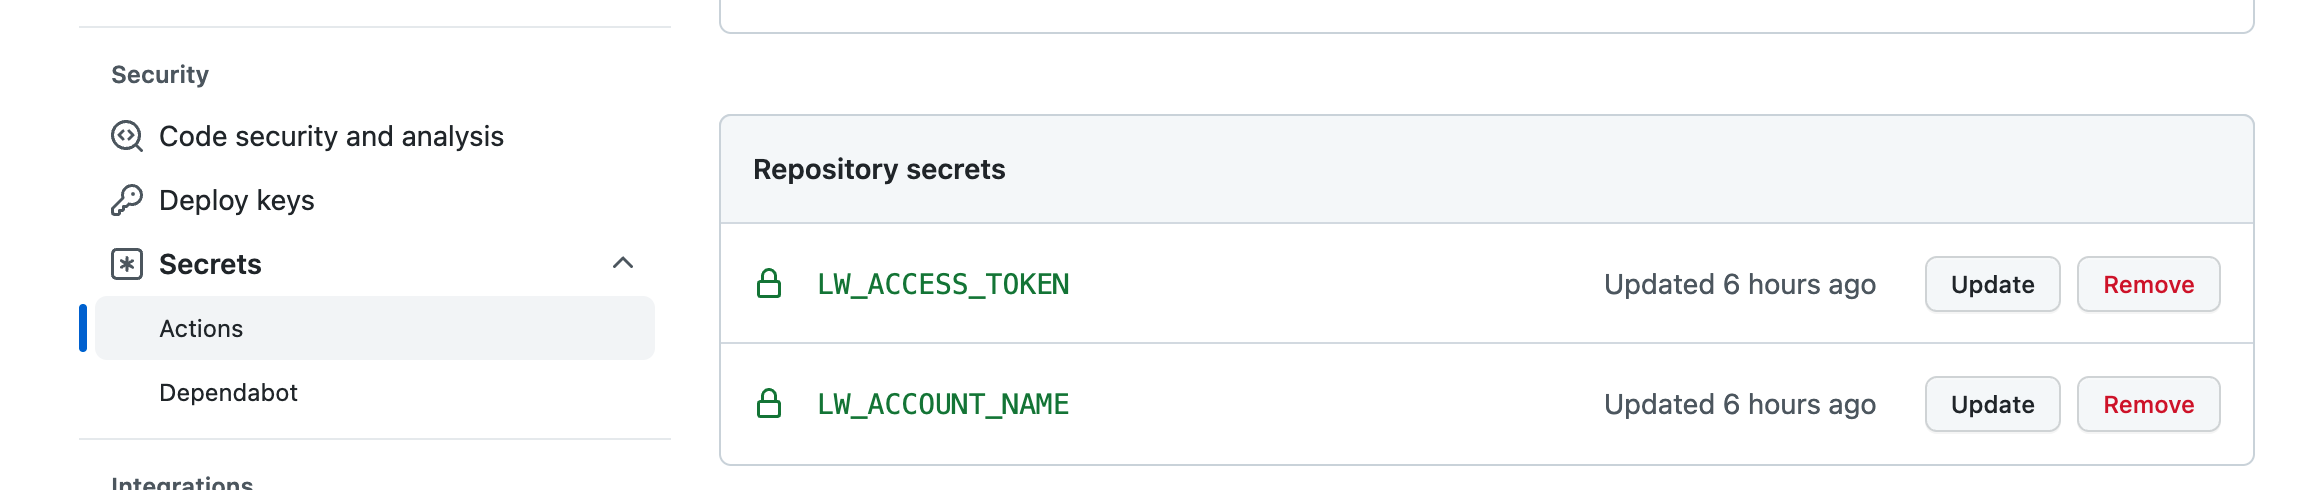 Security
Code security and analysis
Deploy keys
Secrets
Actions
Dependabot
Integrations
Repository secrets
LW_ACCESS_TOKEN Updated 6 hours ago Update Remove
LW_ACCOUNT_NAME Updated 6 hours ago Update Remove